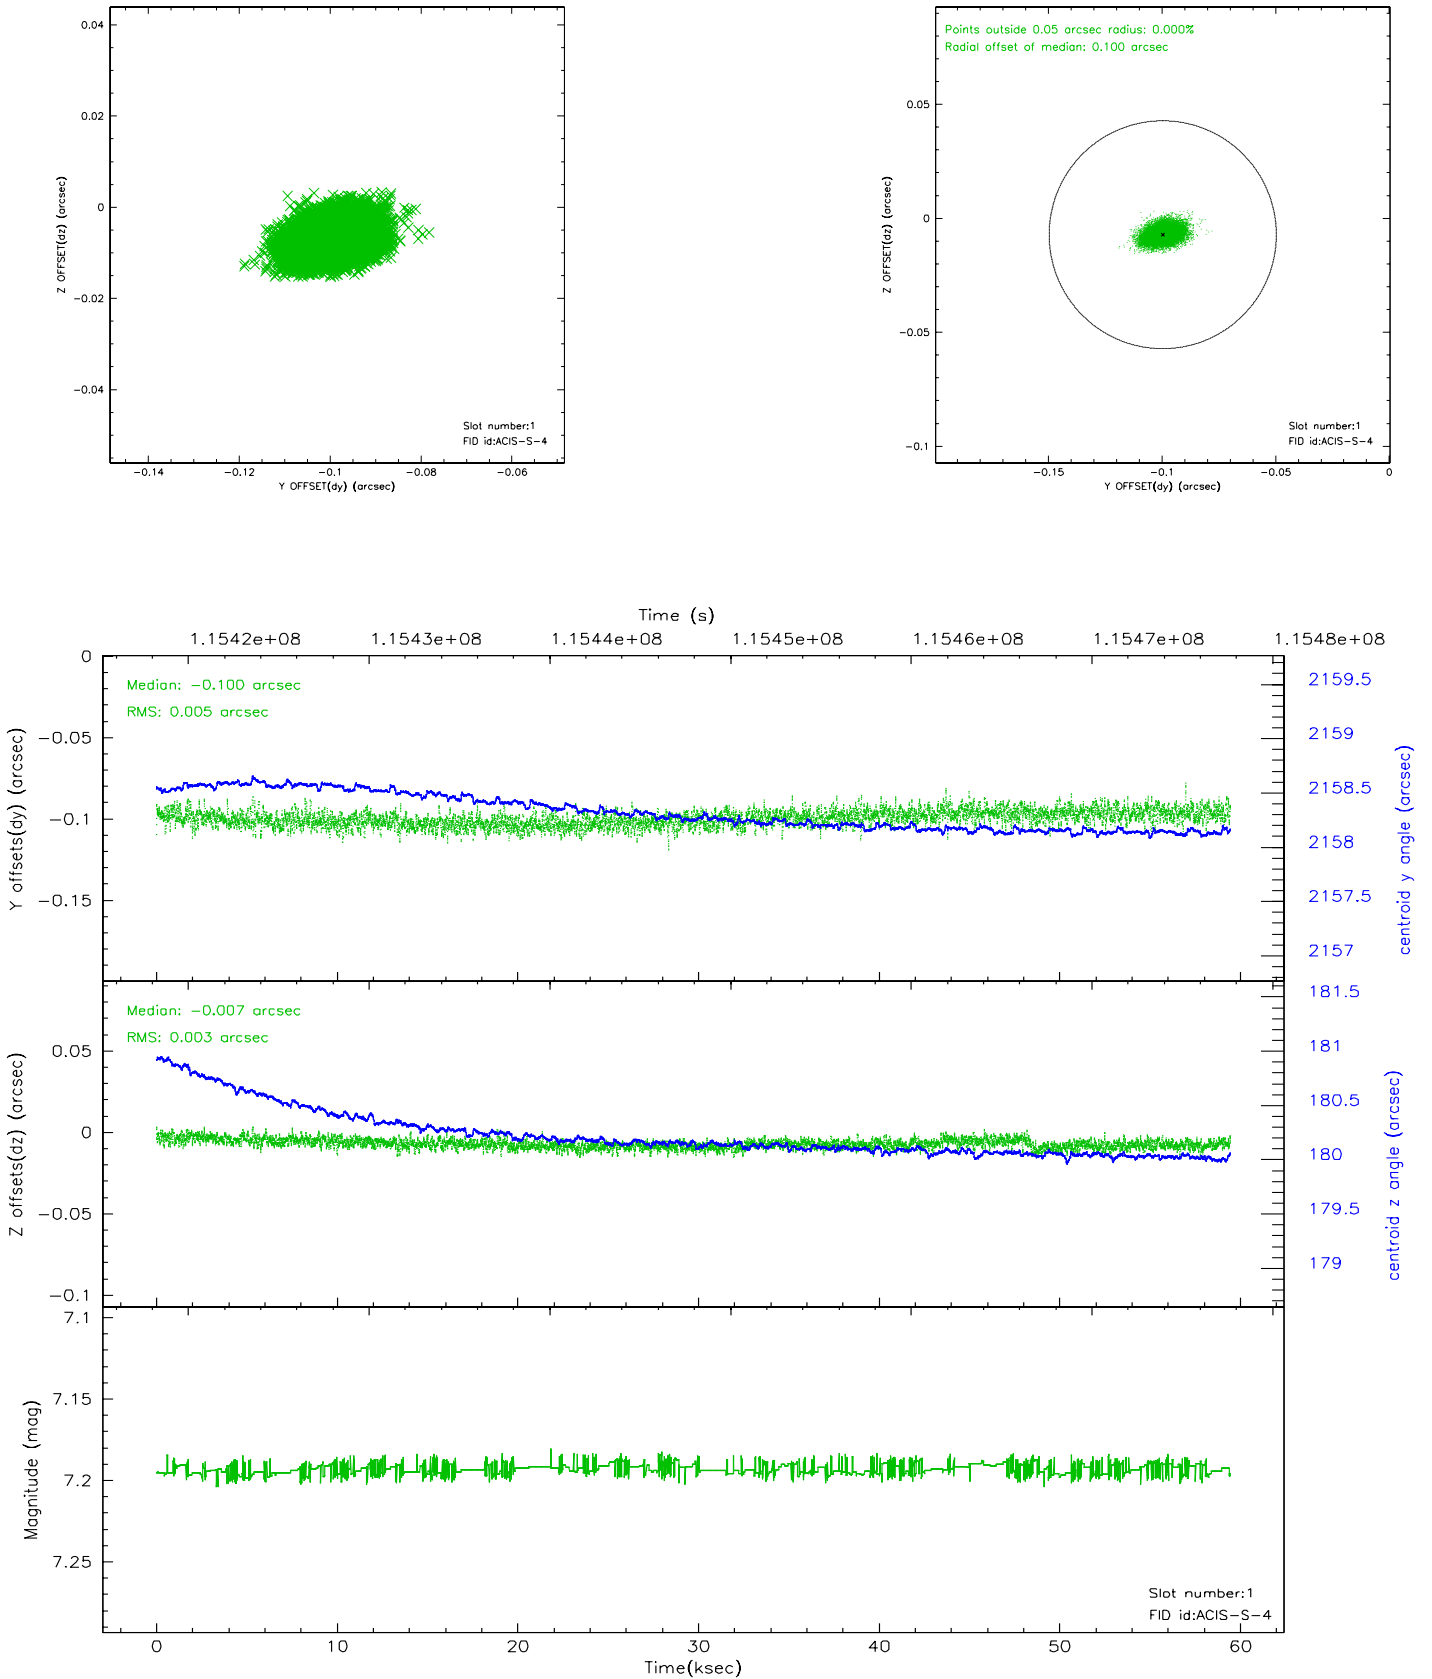 0.04
0.02
0
−0.02
−0.04
Z OFFSET(dz) (arcsec)
Slot number:1
FID id:ACIS−S−4
−0.14 −0.12 −0.1 −0.08 −0.06
Y OFFSET(dy) (arcsec)
Points outside 0.05 arcsec radius: 0.000%
Radial offset of median: 0.100 arcsec
0.05
0
−0.05
−0.1
Z OFFSET(dz) (arcsec)
Slot number:1
FID id:ACIS−S−4
−0.15 −0.1 −0.05 0
Y OFFSET(dy) (arcsec)
Time (s)
1.1542e+08 1.1543e+08 1.1544e+08 1.1545e+08 1.1546e+08 1.1547e+08 1.1548e+08
0
−0.05
−0.1
−0.15
Y offsets(dy) (arcsec)
Median: −0.100 arcsec
RMS: 0.005 arcsec
2159.5
2159
2158.5
2158
2157.5
2157
centroid y angle (arcsec)
0.05
0
−0.05
−0.1
Z offsets(dz) (arcsec)
Median: −0.007 arcsec
RMS: 0.003 arcsec
181.5
181
180.5
180
179.5
179
centroid z angle (arcsec)
7.1
7.15
7.2
7.25
Magnitude (mag)
Slot number:1
FID id:ACIS−S−4
0 10 20 30 40 50 60
Time(ksec)